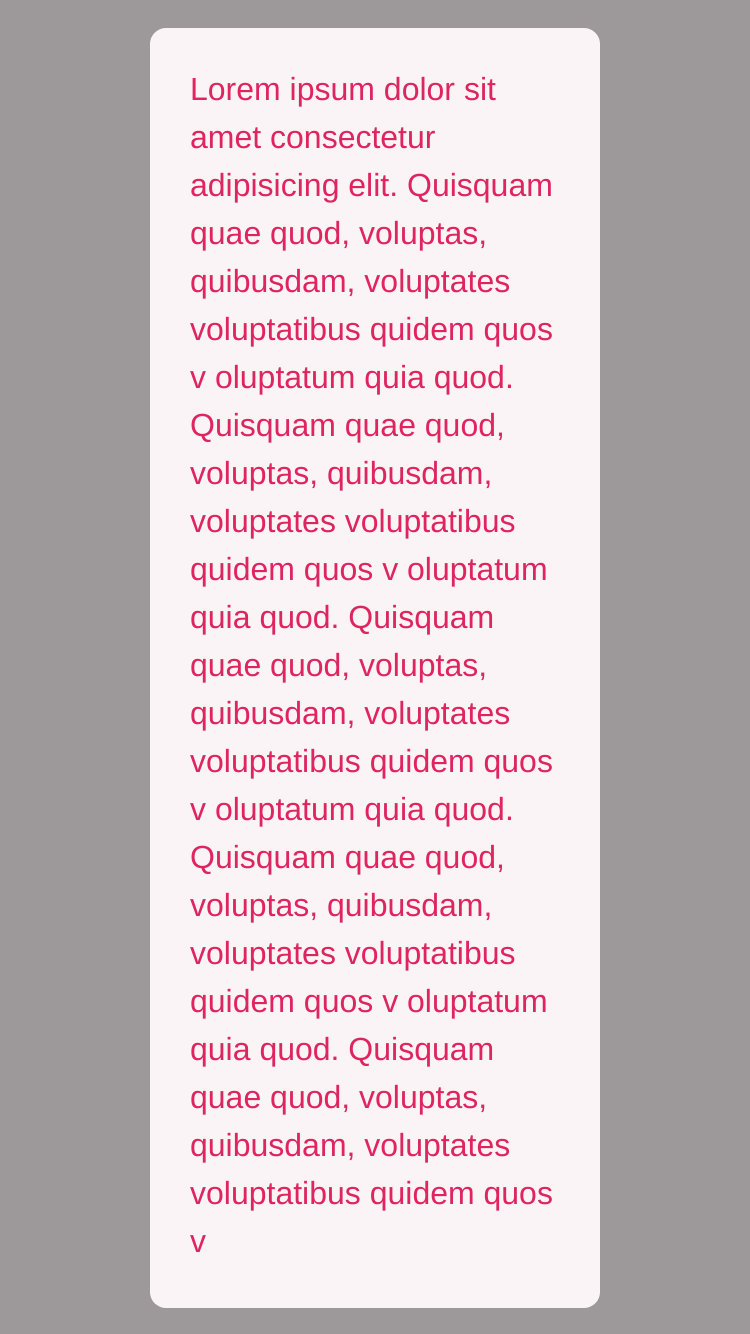 Lorem ipsum dolor sit
amet consectetur
adipisicing elit. Quisquam
quae quod, voluptas,
quibusdam, voluptates
voluptatibus quidem quos
v oluptatum quia quod.
Quisquam quae quod,
voluptas, quibusdam,
voluptates voluptatibus
quidem quos v oluptatum
quia quod. Quisquam
quae quod, voluptas,
quibusdam, voluptates
voluptatibus quidem quos
v oluptatum quia quod.
Quisquam quae quod,
voluptas, quibusdam,
voluptates voluptatibus
quidem quos v oluptatum
quia quod. Quisquam
quae quod, voluptas,
quibusdam, voluptates
voluptatibus quidem quos
v